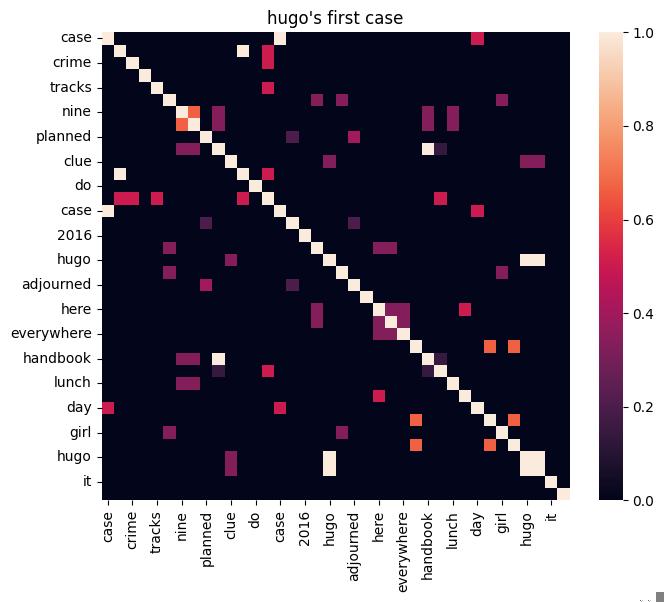 hugo's first case
case
crime
tracks
nine
planned
clue
do
case
2016
hugo
adjourned
here
everywhere
handbook
lunch
day
girl
hugo
it
1.0
0.8
0.6
0.4
0.2
0.0
case
crime
tracks
nine
planned
clue
do
case
2016
hugo
adjourned
here
everywhere
handbook
lunch
day
girl
hugo
it